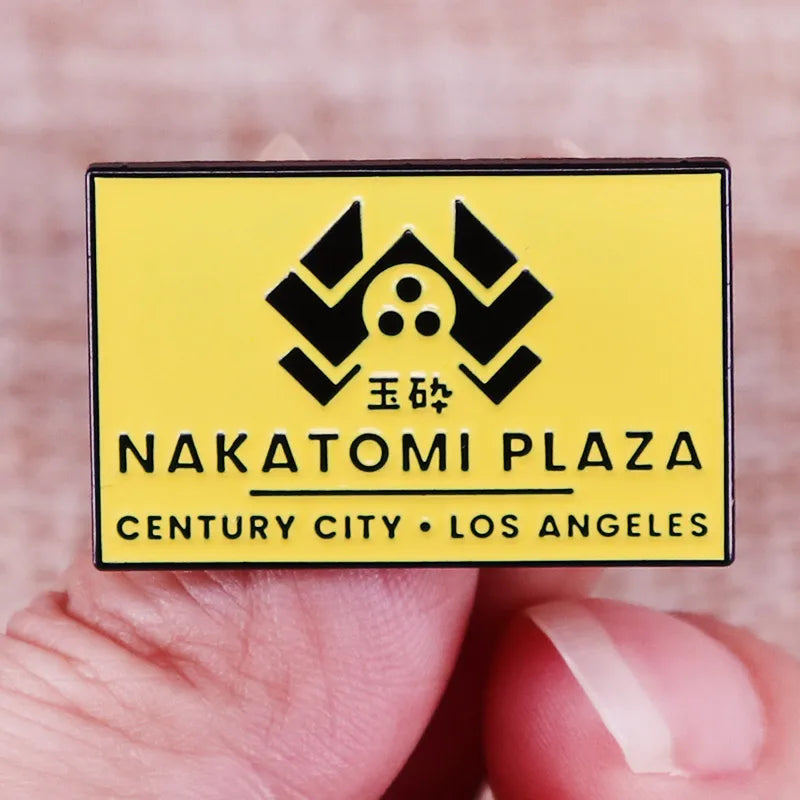 玉砕
NAKATOMI PLAZA
CENTURY CITY • LOS ANGELES